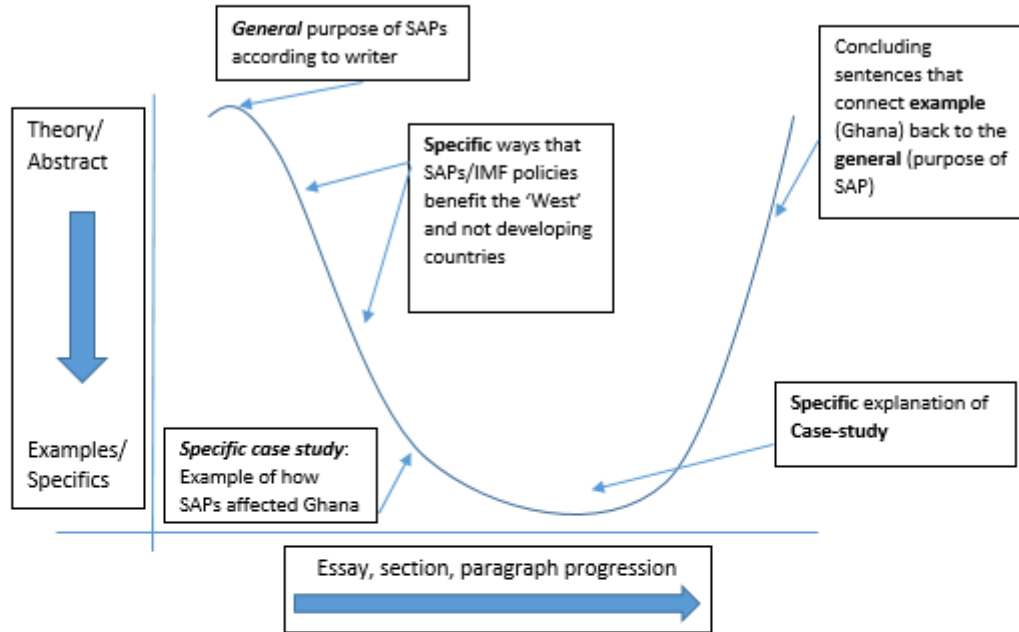 General purpose of SAPs
according to writer
Concluding
sentences that
connect example
(Ghana) back to the
general (purpose of
SAP)
Theory/
Abstract
Specific ways that
SAPs/IMF policies
benefit the ‘West’
and not developing
countries
Specific explanation of
Case-study
Examples/
Specifics
Specific case study:
Example of how
SAPs affected Ghana
Essay, section, paragraph progression